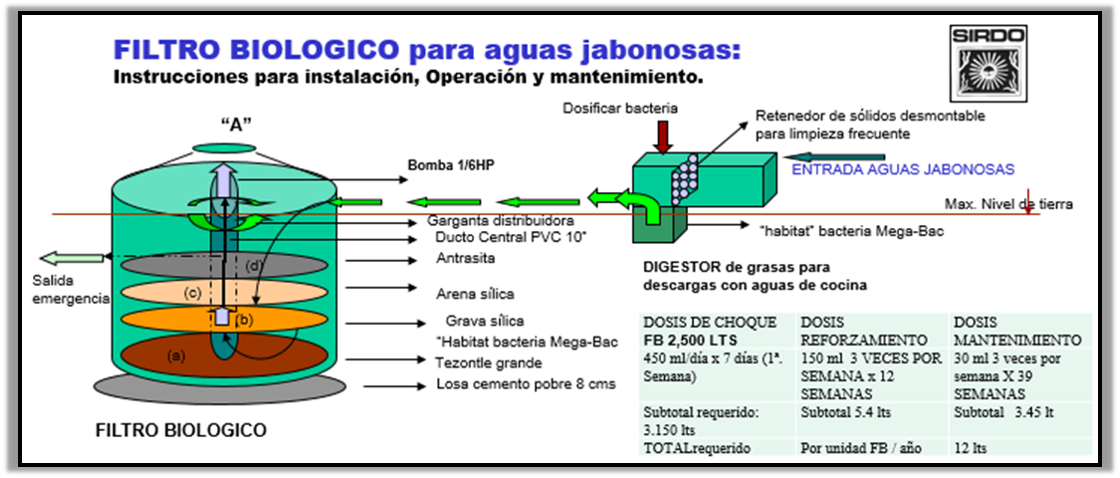 FILTRO BIOLOGICO para aguas jabonosas:
Instrucciones para instalación, Operación y mantenimiento.
SIRDO
"A"
Bomba 1/6HP
Dosificar bacteria
Retenedor de sólidos desmontable
para limpieza frecuente
ENTRADA AGUAS JABONOSAS
Max. Nivel de tierra
Garganta distribuidora
Ducto Central PVC 10"
"habitat" bacteria Mega-Bac
Salida
emergencia
(d)
Antrasita
(c)
Arena sílica
(b)
Grava sílica
"Habitat bacteria Mega-Bac
(a)
Tezontle grande
Losa cemento pobre 8 cms
FILTRO BIOLOGICO
DIGESTOR de grasas para
descargas con aguas de cocina
DOSIS DE CHOQUE
FB 2,500 LTS
DOSIS
REFORZAMIENTO
DOSIS
MANTENIMIENTO
450 ml/día x 7 días (1ª.
Semana)
150 ml 3 VECES POR
SEMANA x 12
SEMANAS
30 ml 3 veces por
semana X 39
SEMANAS
Subtotal requerido:
3.150 lts
Subtotal 5.4 lts
Subtotal 3.45 lt
TOTALrequerido
Por unidad FB / año
12 lts